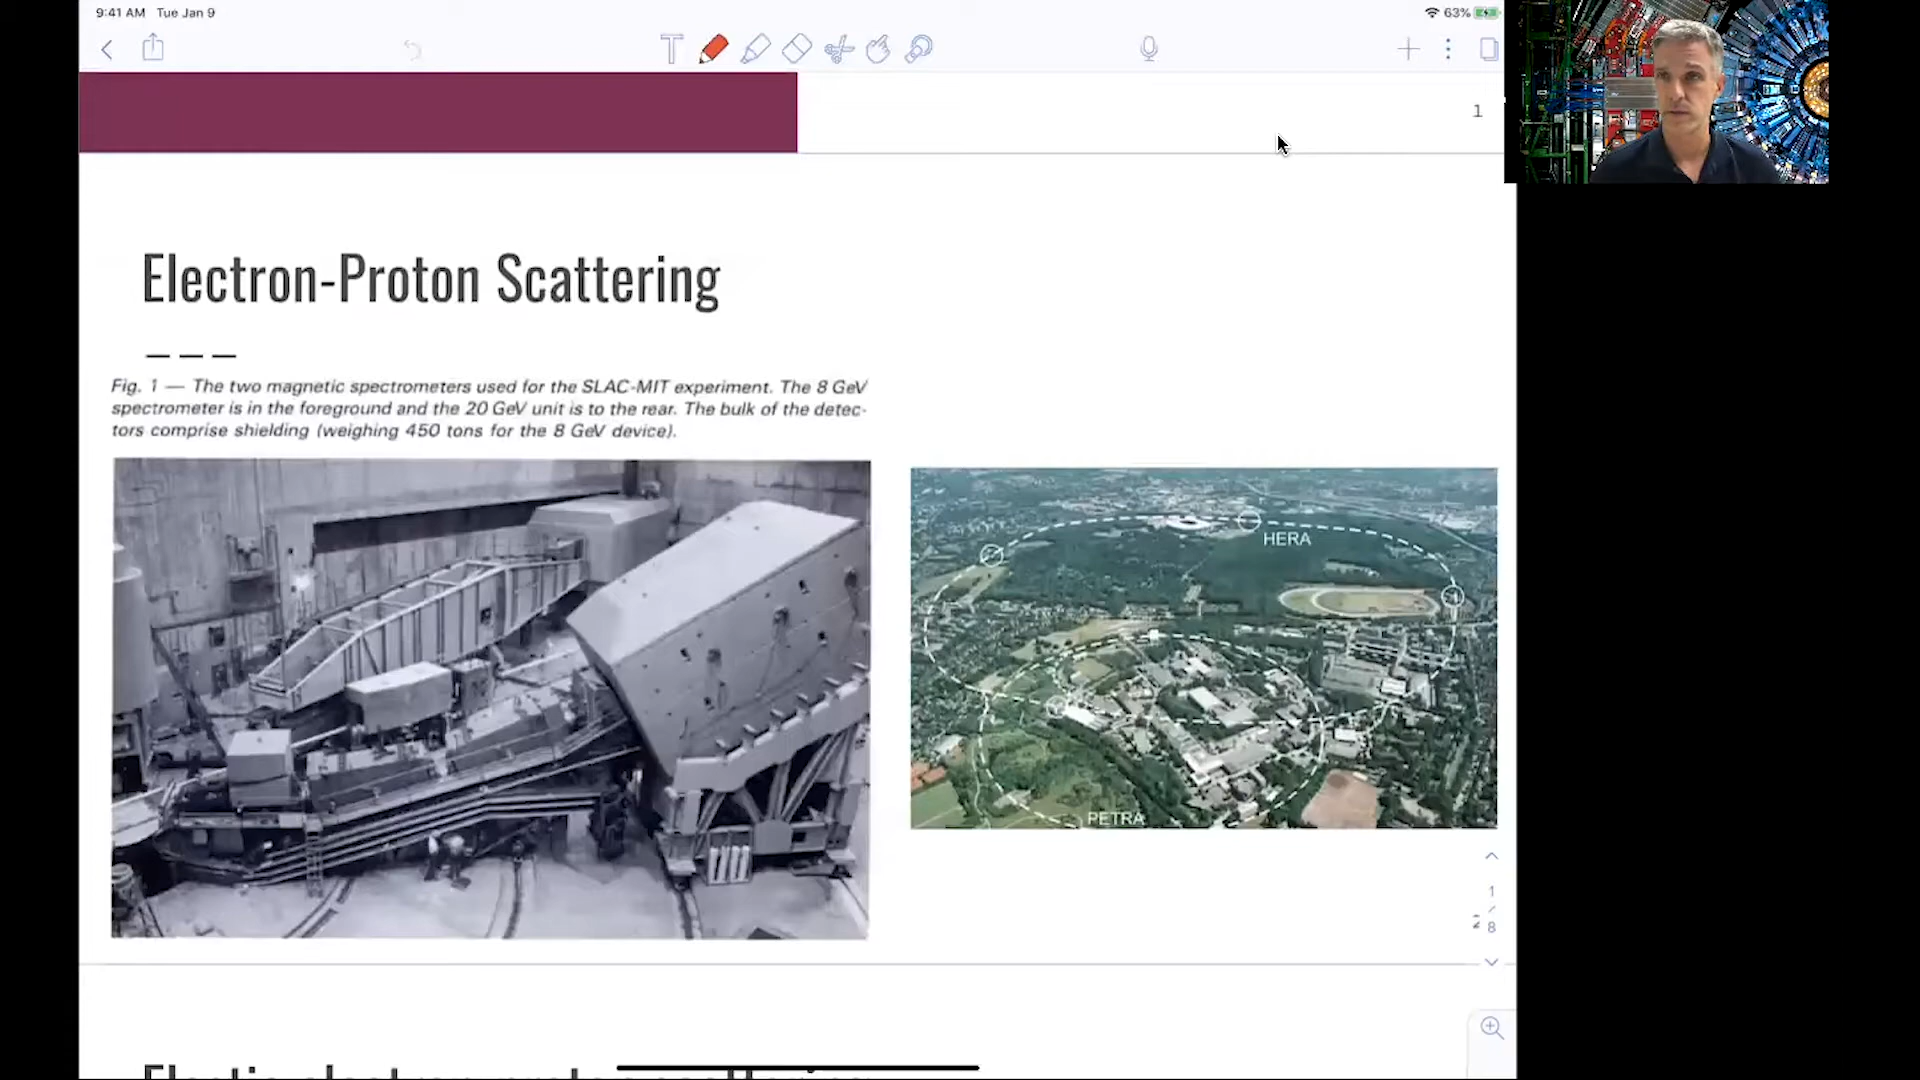 9:41 AM Tue Jan 9
63%
1
Electron-Proton Scattering
Fig. 1 — The two magnetic spectrometers used for the SLAC-MIT experiment. The 8 GeV
spectrometer is in the foreground and the 20 GeV unit is to the rear. The bulk of the detec-
tors comprise shielding (weighing 450 tons for the 8 GeV device).
HERA
PETRA
1
/
2 8